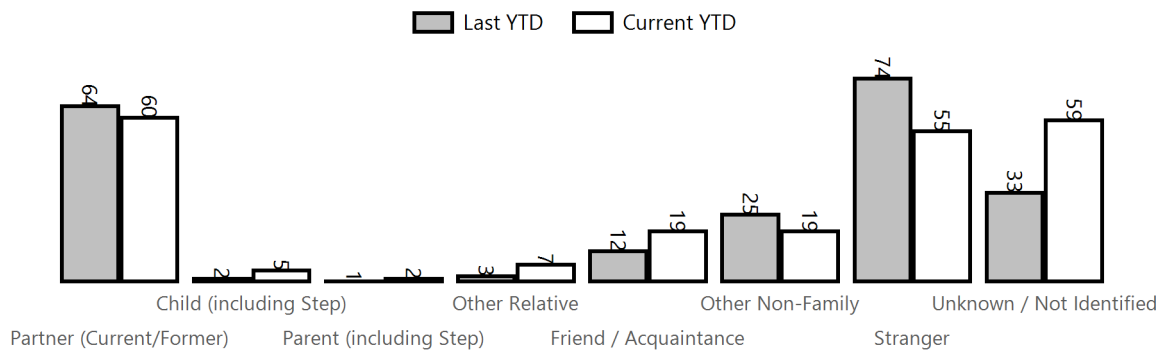 Last YTD Current YTD
64 60 2 5 1 2 3 7 12 19 25 19 74 55 33 59
Child (including Step) Other Relative Other Non-Family Unknown / Not Identified
Partner (Current/Former) Parent (including Step) Friend / Acquaintance Stranger